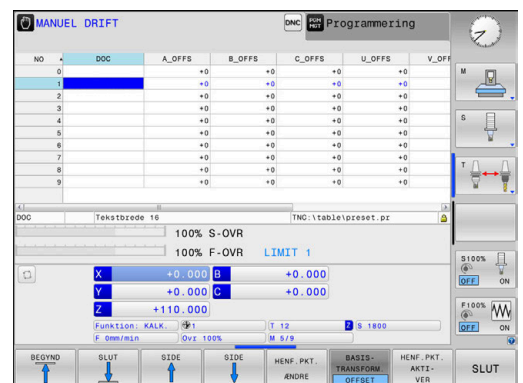 MANUEL DRIFT
DNC
PGM MGT
Programmering
NO DOC A_OFFS B_OFFS C_OFFS U_OFFS V_OFF
0 +0 +0 +0 +0
1 +0 +0 +0 +0
2 +0 +0 +0 +0
3 +0 +0 +0 +0
4 +0 +0 +0 +0
5 +0 +0 +0 +0
6 +0 +0 +0 +0
7 +0 +0 +0 +0
8 +0 +0 +0 +0
9 +0 +0 +0 +0
DOC Tekstbrede 16 TNC:\table\preset.pr
100% S-OVR
100% F-OVR LIMIT 1
X +0.000 B +0.000
Y +0.000 C +0.000
Z +110.000
Funktion: KALK. 1 T 12 Z S 1800
F 0mm/min Ovr 100% M 5/9
M
S
T
S100%
OFF ON
F100%
OFF ON
BEGYND
SLUT
SIDE
SIDE
HENF.PKT.
ÆNDRE
BASIS-
TRANSFORM.
OFFSET
HENF.PKT.
AKTI-
VER
SLUT